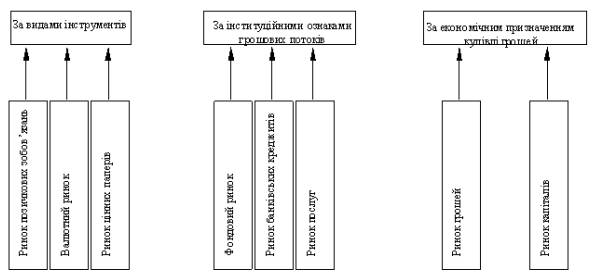 За видами інструментів
За інституційними ознаками
грошових потоків
За економічним призначенням
купівлі грошей
Ринок позичкових зобов'язань
Валютний ринок
Ринок цінних паперів
Фондовий ринок
Ринок банківських кредитів
Ринок послуг
Ринок грошей
Ринок капіталів